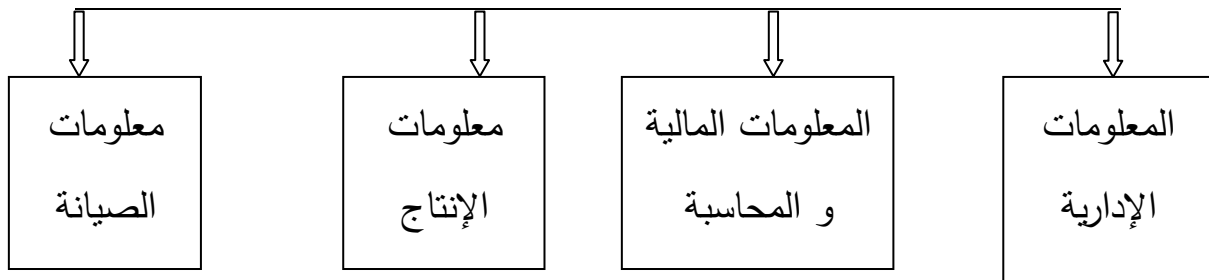 المعلومات
الإدارية
المعلومات المالية
و المحاسبة
معلومات
الإنتاج
معلومات
الصيانة